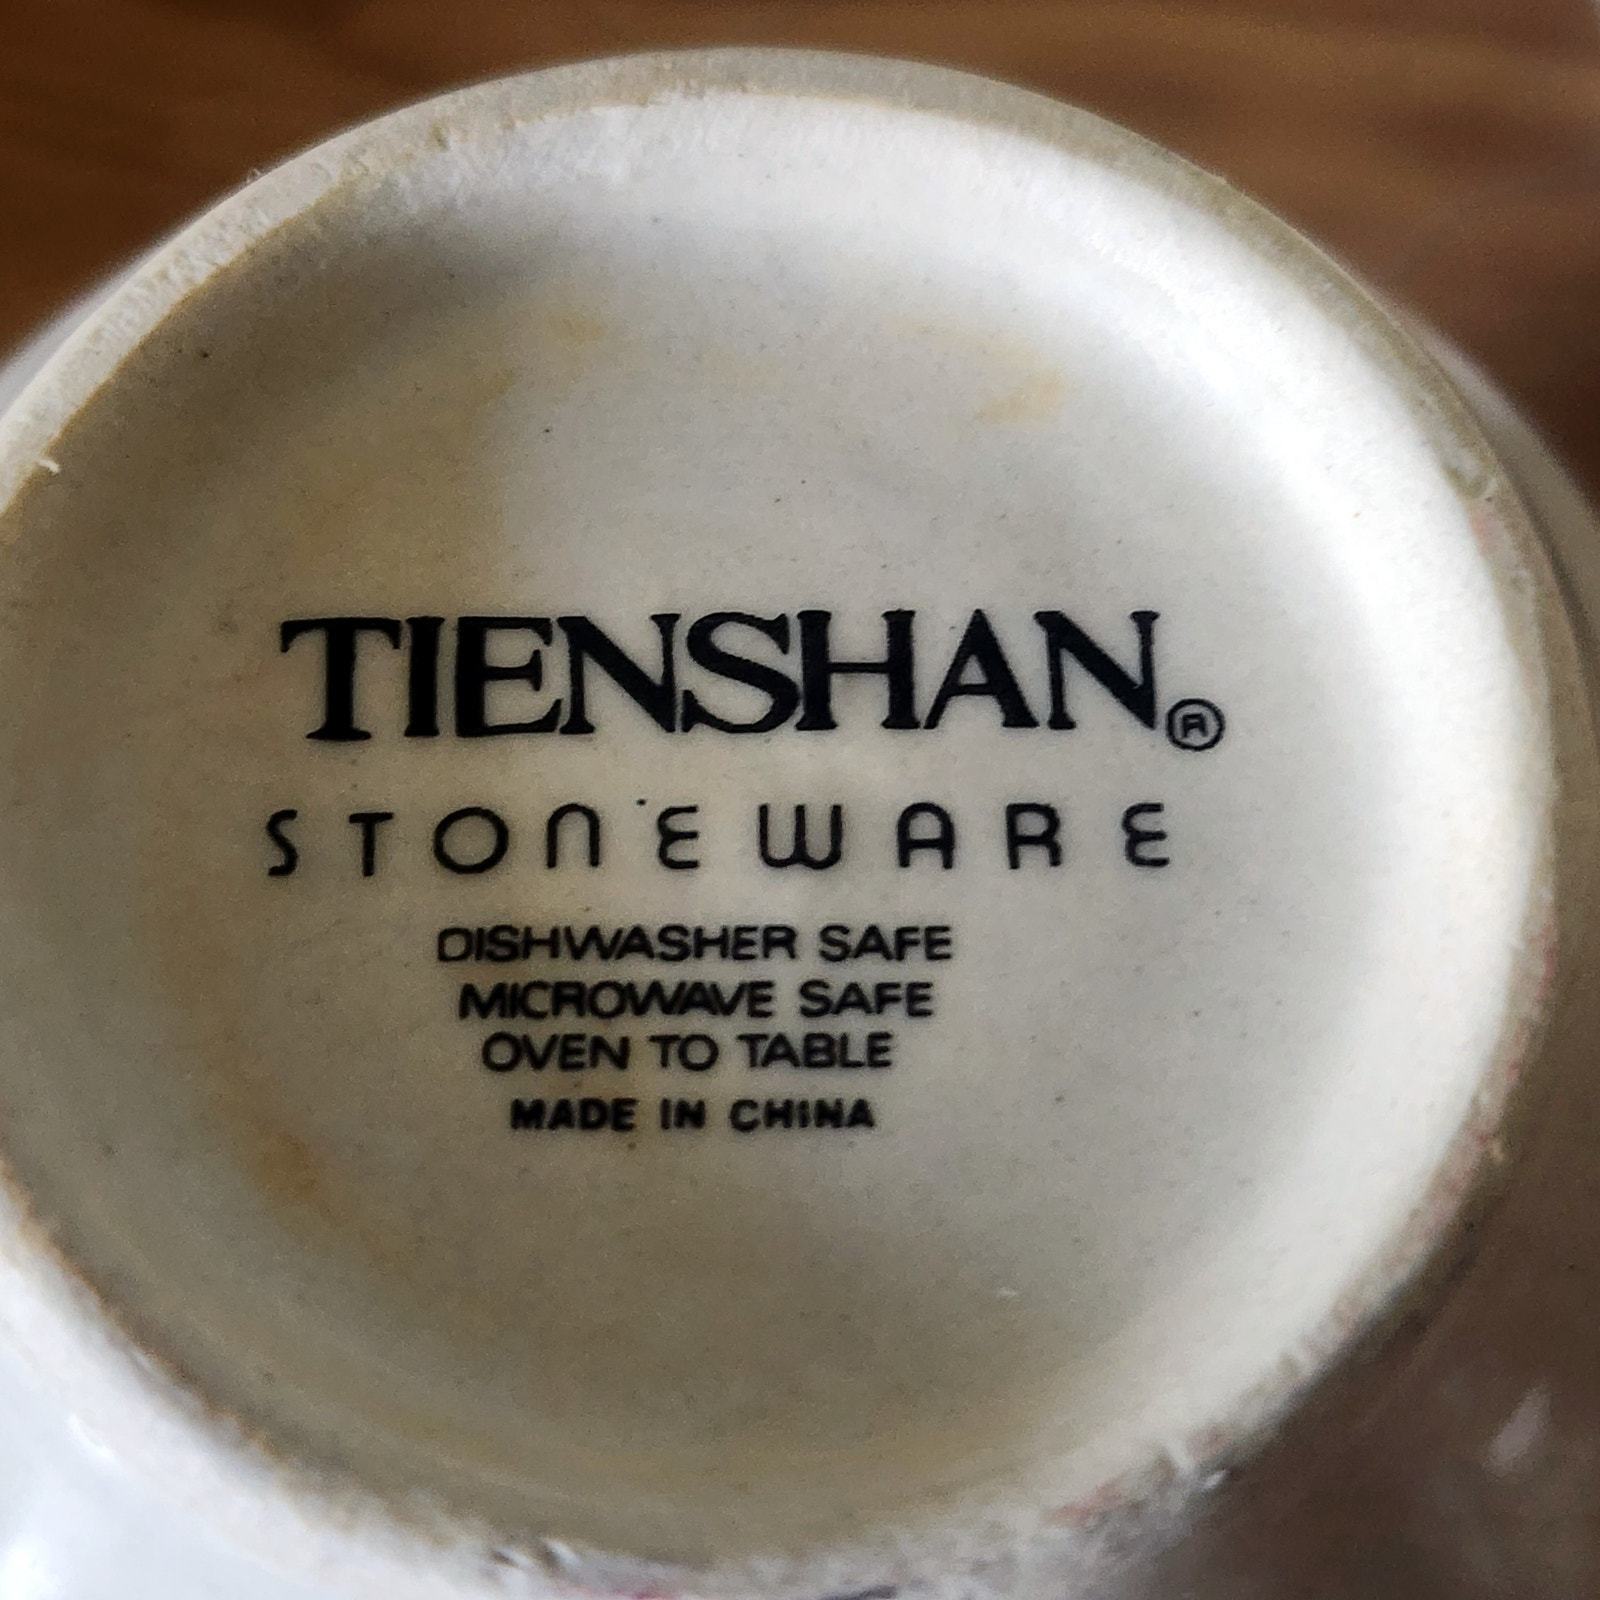 TIENSHAN®
STONEWARE
DISHWASHER SAFE
MICROWAVE SAFE
OVEN TO TABLE
MADE IN CHINA